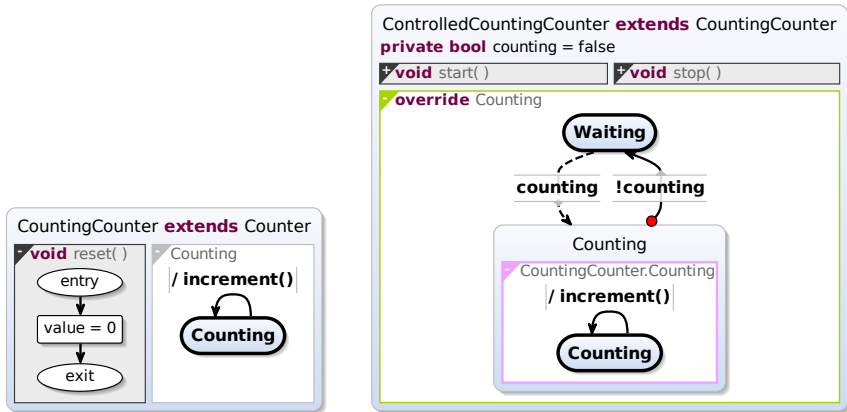 CountingCounter extends Counter
- void reset( )
entry
value = 0
exit
- Counting
/ increment()
Counting
ControlledCountingCounter extends CountingCounter
private bool counting = false
+ void start( )
+ void stop( )
- override Counting
Waiting
counting
!counting
Counting
- CountingCounter.Counting
/ increment()
Counting